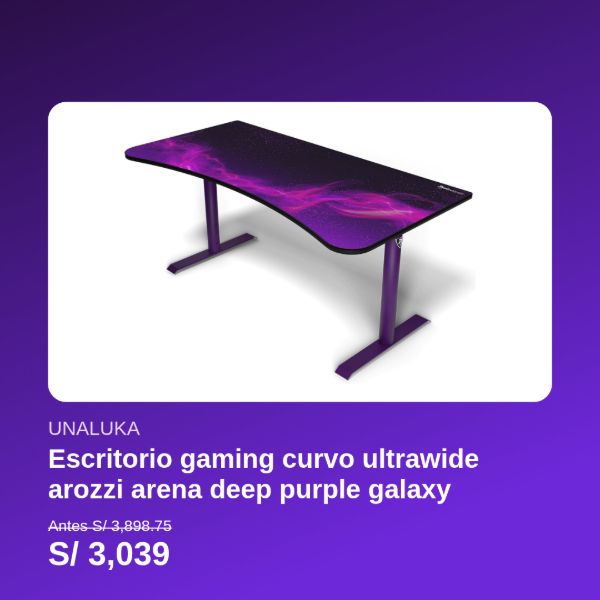 UNALUKA
Escritorio gaming curvo ultrawide
arozzi arena deep purple galaxy
Antes S/ 3,898.75
S/ 3,039